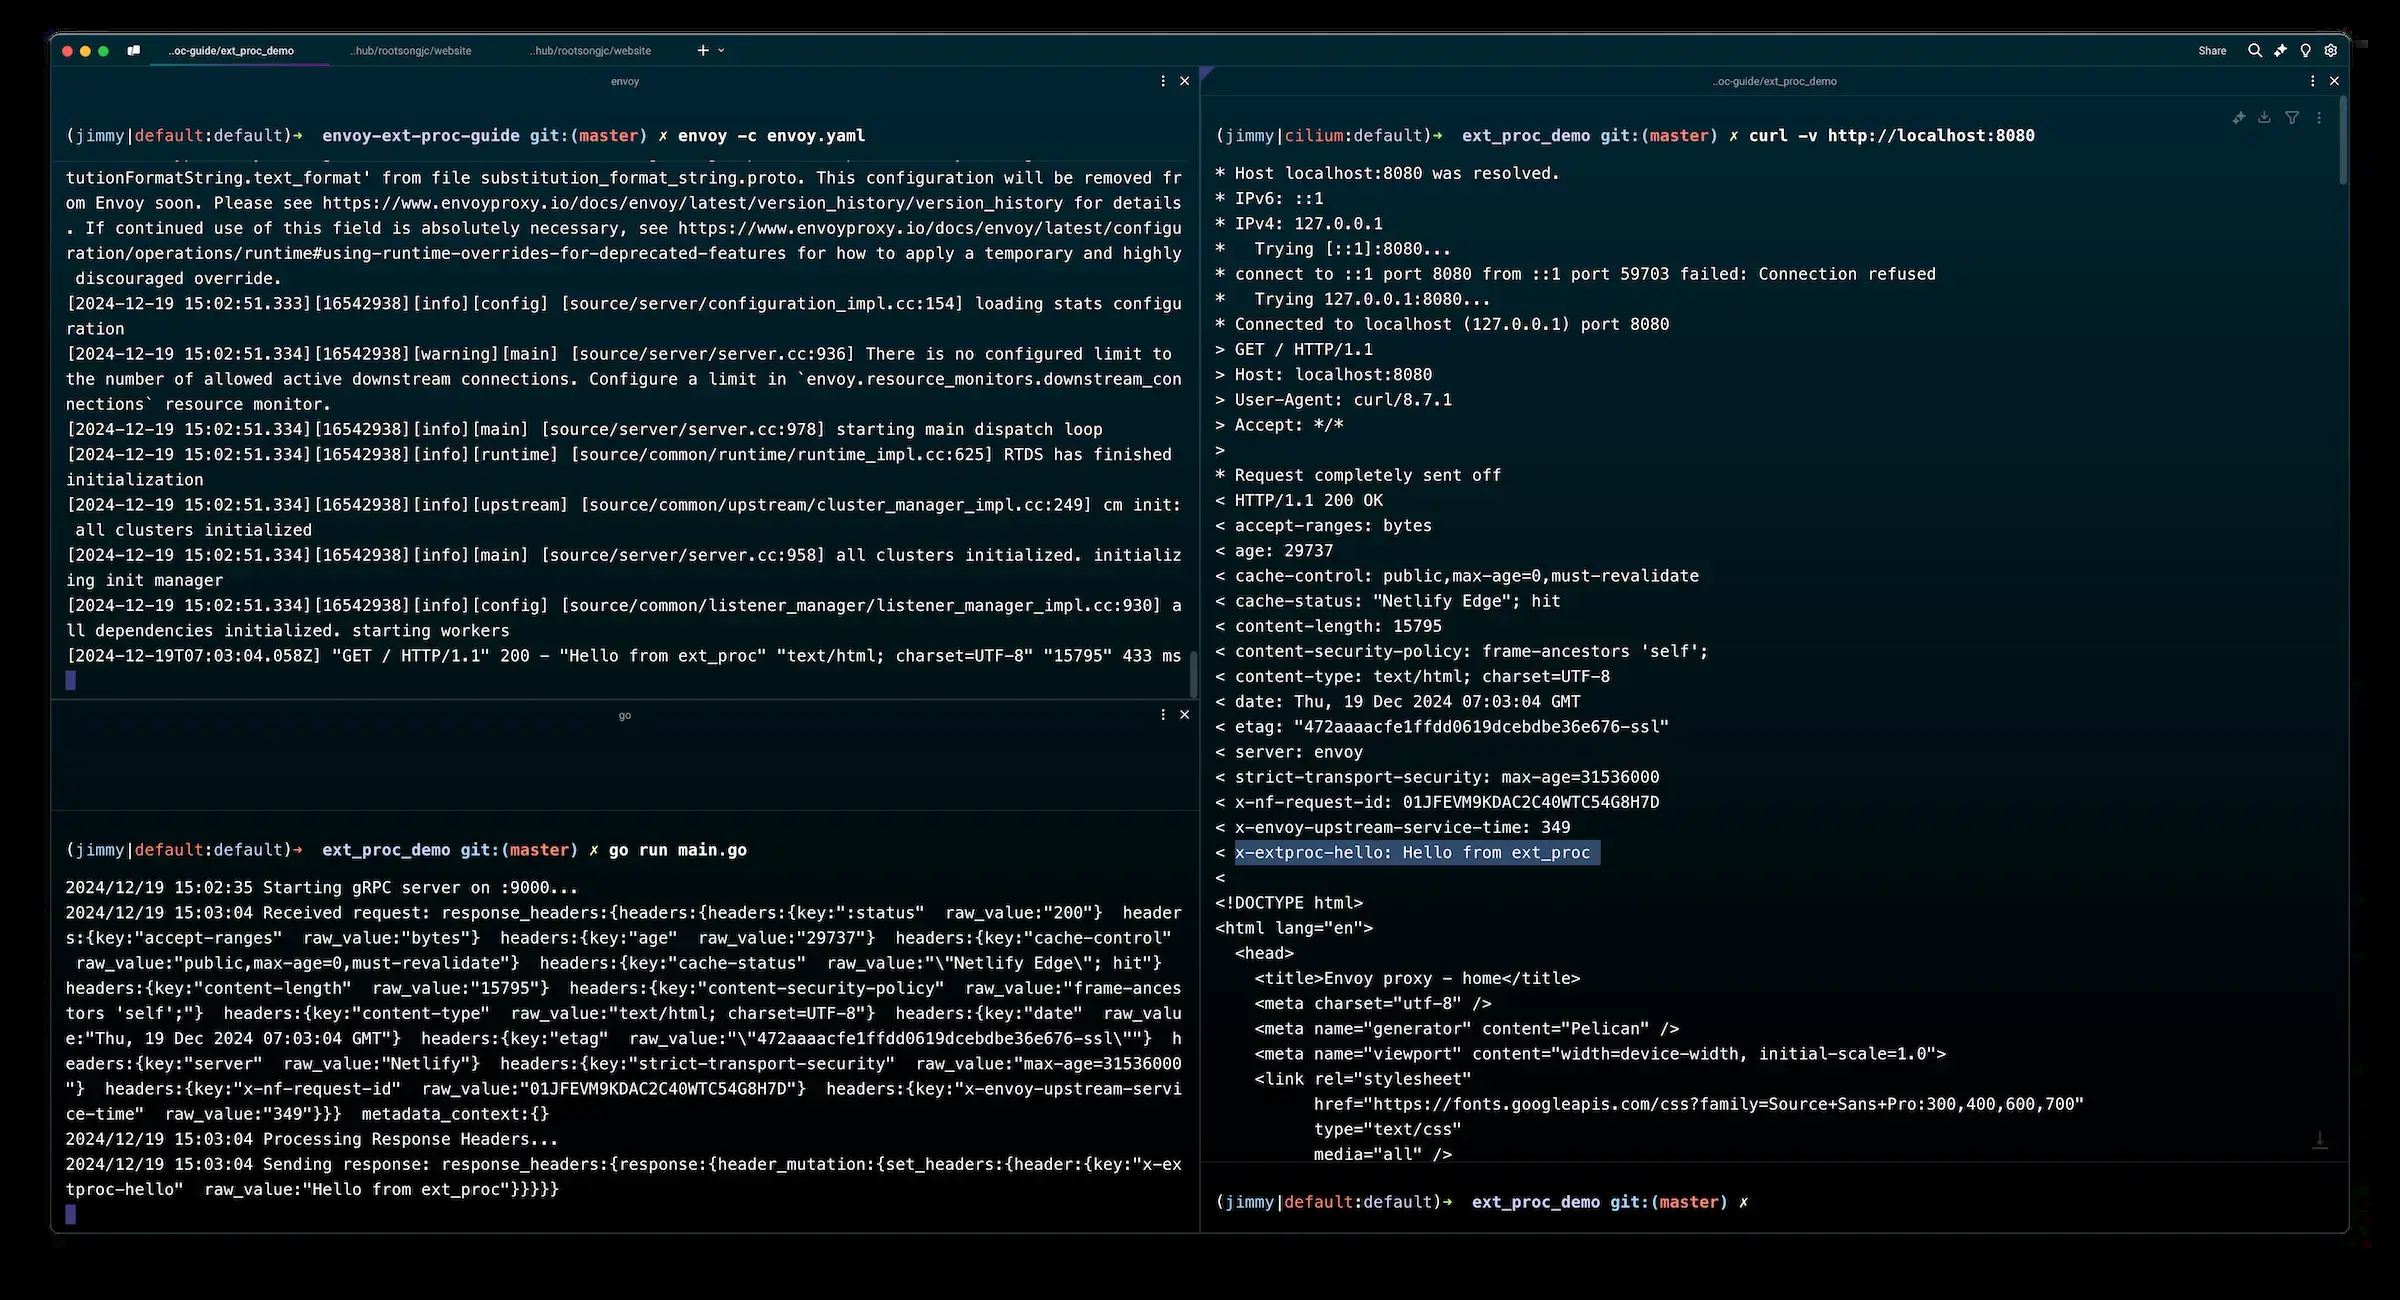 ..oc-guide/ext_proc_demo
..hub/rootsongjc/website
..hub/rootsongjc/website
Share
envoy
(jimmy|default:default)➜ envoy-ext-proc-guide git:(master) ✗ envoy -c envoy.yaml
tutionFormatString.text_format' from file substitution_format_string.proto. This configuration will be removed fr
om Envoy soon. Please see https://www.envoyproxy.io/docs/envoy/latest/version_history/version_history for details
. If continued use of this field is absolutely necessary, see https://www.envoyproxy.io/docs/envoy/latest/configu
ration/operations/runtime#using-runtime-overrides-for-deprecated-features for how to apply a temporary and highly
 discouraged override.
[2024-12-19 15:02:51.333][16542938][info][config] [source/server/configuration_impl.cc:154] loading stats configu
ration
[2024-12-19 15:02:51.334][16542938][warning][main] [source/server/server.cc:936] There is no configured limit to
the number of allowed active downstream connections. Configure a limit in `envoy.resource_monitors.downstream_con
nections` resource monitor.
[2024-12-19 15:02:51.334][16542938][info][main] [source/server/server.cc:978] starting main dispatch loop
[2024-12-19 15:02:51.334][16542938][info][runtime] [source/common/runtime/runtime_impl.cc:625] RTDS has finished
initialization
[2024-12-19 15:02:51.334][16542938][info][upstream] [source/common/upstream/cluster_manager_impl.cc:249] cm init:
 all clusters initialized
[2024-12-19 15:02:51.334][16542938][info][main] [source/server/server.cc:958] all clusters initialized. initializ
ing init manager
[2024-12-19 15:02:51.334][16542938][info][config] [source/common/listener_manager/listener_manager_impl.cc:930] a
ll dependencies initialized. starting workers
[2024-12-19T07:03:04.058Z] "GET / HTTP/1.1" 200 - "Hello from ext_proc" "text/html; charset=UTF-8" "15795" 433 ms
go
(jimmy|default:default)➜ ext_proc_demo git:(master) ✗ go run main.go
2024/12/19 15:02:35 Starting gRPC server on :9000...
2024/12/19 15:03:04 Received request: response_headers:{headers:{headers:{key:":status"  raw_value:"200"}  header
s:{key:"accept-ranges"  raw_value:"bytes"}  headers:{key:"age"  raw_value:"29737"}  headers:{key:"cache-control"
 raw_value:"public,max-age=0,must-revalidate"}  headers:{key:"cache-status"  raw_value:"\"Netlify Edge\"; hit"}
headers:{key:"content-length"  raw_value:"15795"}  headers:{key:"content-security-policy"  raw_value:"frame-ances
tors 'self';"}  headers:{key:"content-type"  raw_value:"text/html; charset=UTF-8"}  headers:{key:"date"  raw_valu
e:"Thu, 19 Dec 2024 07:03:04 GMT"}  headers:{key:"etag"  raw_value:"\"472aaaacfe1ffdd0619dcebdbe36e676-ssl\""}  h
eaders:{key:"server"  raw_value:"Netlify"}  headers:{key:"strict-transport-security"  raw_value:"max-age=31536000
"}  headers:{key:"x-nf-request-id"  raw_value:"01JFEVM9KDAC2C40WTC54G8H7D"}  headers:{key:"x-envoy-upstream-servi
ce-time"  raw_value:"349"}}}  metadata_context:{}
2024/12/19 15:03:04 Processing Response Headers...
2024/12/19 15:03:04 Sending response: response_headers:{response:{header_mutation:{set_headers:{header:{key:"x-ex
tproc-hello"  raw_value:"Hello from ext_proc"}}}}}
..oc-guide/ext_proc_demo
(jimmy|cilium:default)➜ ext_proc_demo git:(master) ✗ curl -v http://localhost:8080
* Host localhost:8080 was resolved.
* IPv6: ::1
* IPv4: 127.0.0.1
*   Trying [::1]:8080...
* connect to ::1 port 8080 from ::1 port 59703 failed: Connection refused
*   Trying 127.0.0.1:8080...
* Connected to localhost (127.0.0.1) port 8080
> GET / HTTP/1.1
> Host: localhost:8080
> User-Agent: curl/8.7.1
> Accept: */*
>
* Request completely sent off
< HTTP/1.1 200 OK
< accept-ranges: bytes
< age: 29737
< cache-control: public,max-age=0,must-revalidate
< cache-status: "Netlify Edge"; hit
< content-length: 15795
< content-security-policy: frame-ancestors 'self';
< content-type: text/html; charset=UTF-8
< date: Thu, 19 Dec 2024 07:03:04 GMT
< etag: "472aaaacfe1ffdd0619dcebdbe36e676-ssl"
< server: envoy
< strict-transport-security: max-age=31536000
< x-nf-request-id: 01JFEVM9KDAC2C40WTC54G8H7D
< x-envoy-upstream-service-time: 349
< x-extproc-hello: Hello from ext_proc
<
<!DOCTYPE html>
<html lang="en">
  <head>
    <title>Envoy proxy - home</title>
    <meta charset="utf-8" />
    <meta name="generator" content="Pelican" />
    <meta name="viewport" content="width=device-width, initial-scale=1.0">
    <link rel="stylesheet"
          href="https://fonts.googleapis.com/css?family=Source+Sans+Pro:300,400,600,700"
          type="text/css"
          media="all" />
(jimmy|default:default)➜ ext_proc_demo git:(master) ✗